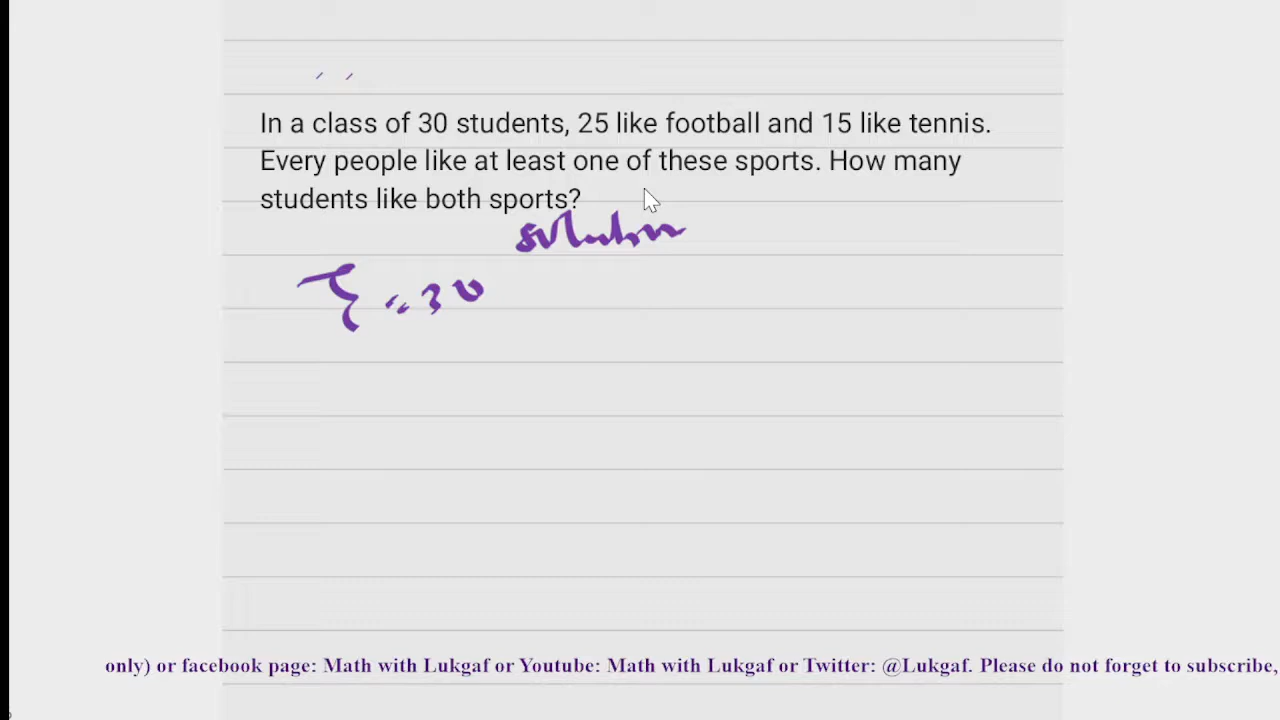 In a class of 30 students, 25 like football and 15 like tennis.
Every people like at least one of these sports. How many
students like both sports?
solution
ξ = 30
only) or facebook page: Math with Lukgaf or Youtube: Math with Lukgaf or Twitter: @Lukgaf. Please do not forget to subscribe,